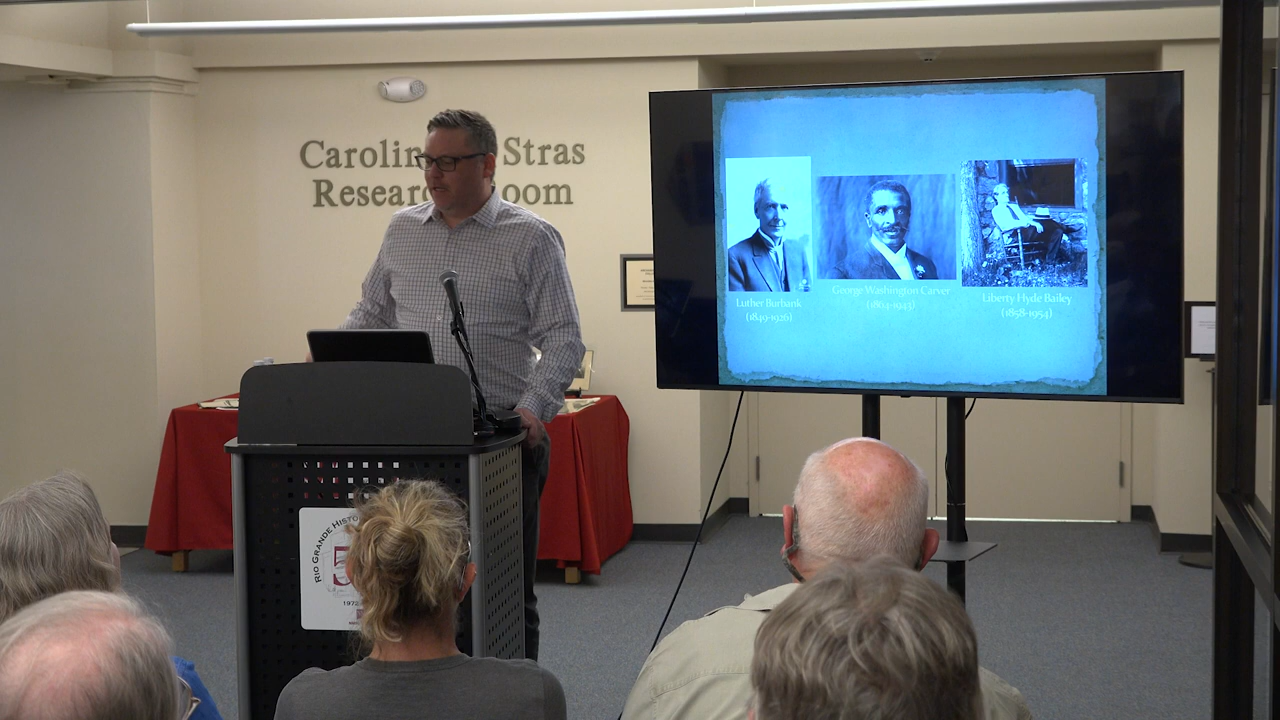 Carolin Stras
Researc oom
Luther Burbank
(1849-1926)
George Washington Carver
(1864-1943)
Liberty Hyde Bailey
(1858-1954)
RIO GRANDE HISTO
1972